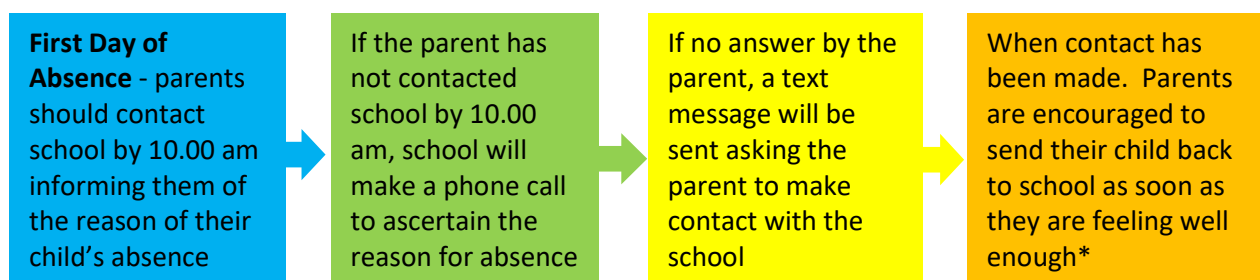 First Day of
Absence - parents
should contact
school by 10.00 am
informing them of
the reason of their
child’s absence
If the parent has
not contacted
school by 10.00
am, school will
make a phone call
to ascertain the
reason for absence
If no answer by the
parent, a text
message will be
sent asking the
parent to make
contact with the
school
When contact has
been made.  Parents
are encouraged to
send their child back
to school as soon as
they are feeling well
enough*